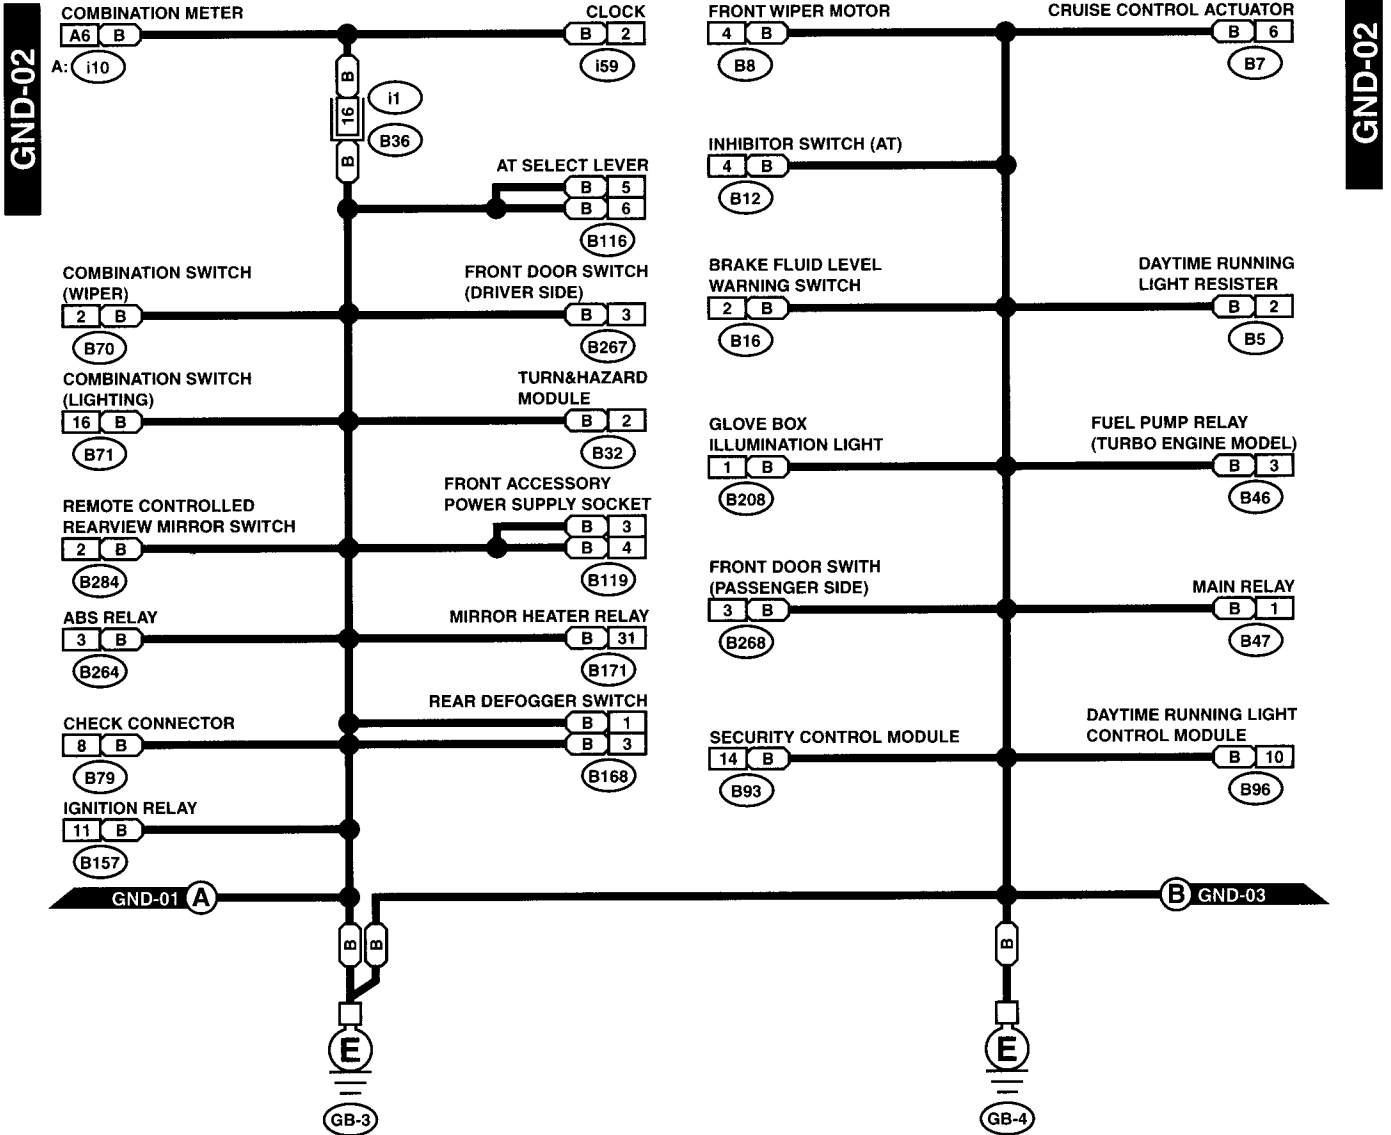 GND-02
COMBINATION METER
A6 B
A: i10
CLOCK
B 2
i59
B
16
i1
B36
B
AT SELECT LEVER
B 5
B 6
B116
COMBINATION SWITCH
(WIPER)
2 B
B70
FRONT DOOR SWITCH
(DRIVER SIDE)
B 3
B267
COMBINATION SWITCH
(LIGHTING)
16 B
B71
TURN&HAZARD
MODULE
B 2
B32
REMOTE CONTROLLED
REARVIEW MIRROR SWITCH
2 B
B284
FRONT ACCESSORY
POWER SUPPLY SOCKET
B 3
B 4
B119
ABS RELAY
3 B
B264
MIRROR HEATER RELAY
B 31
B171
REAR DEFOGGER SWITCH
B 1
B 3
B168
CHECK CONNECTOR
8 B
B79
IGNITION RELAY
11 B
B157
GND-01 A
B B
E
GB-3
FRONT WIPER MOTOR
4 B
B8
CRUISE CONTROL ACTUATOR
B 6
B7
INHIBITOR SWITCH (AT)
4 B
B12
BRAKE FLUID LEVEL
WARNING SWITCH
2 B
B16
DAYTIME RUNNING
LIGHT RESISTER
B 2
B5
GLOVE BOX
ILLUMINATION LIGHT
1 B
B208
FUEL PUMP RELAY
(TURBO ENGINE MODEL)
B 3
B46
FRONT DOOR SWITH
(PASSENGER SIDE)
3 B
B268
MAIN RELAY
B 1
B47
SECURITY CONTROL MODULE
14 B
B93
DAYTIME RUNNING LIGHT
CONTROL MODULE
B 10
B96
B GND-03
B
E
GB-4
GND-02